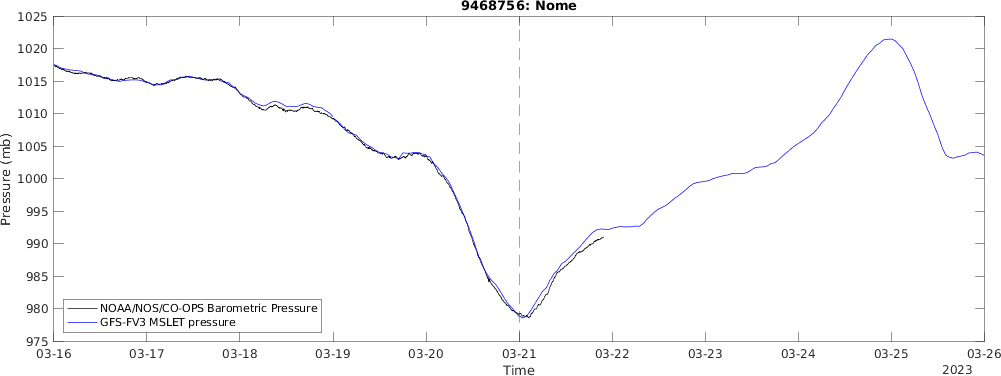 9468756: Nome
1025
1020
1015
1010
1005
1000
995
990
985
980
975
Pressure (mb)
NOAA/NOS/CO-OPS Barometric Pressure
GFS-FV3 MSLET pressure
03-16 03-17 03-18 03-19 03-20 03-21 03-22 03-23 03-24 03-25 03-26
Time
2023